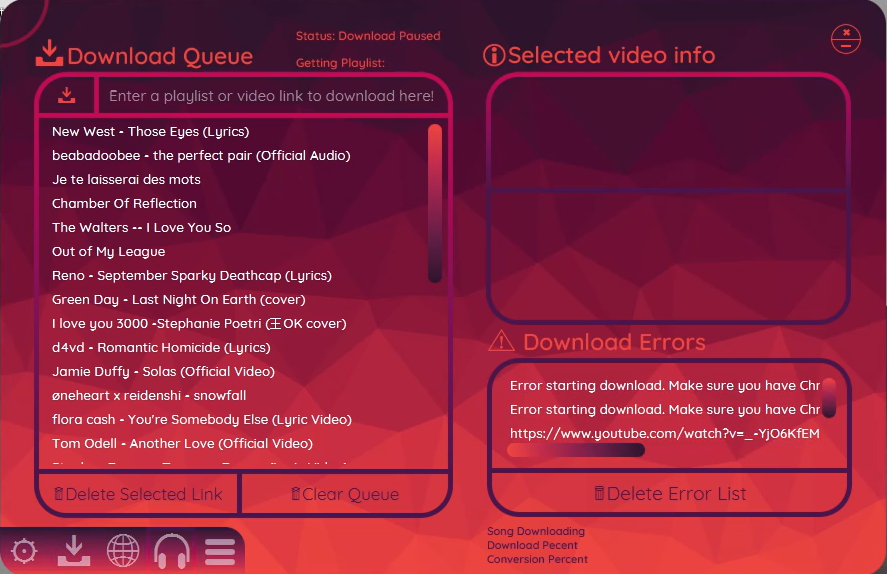 Download Queue
Status: Download Paused
Getting Playlist:
Enter a playlist or video link to download here!
New West - Those Eyes (Lyrics)
beabadoobee - the perfect pair (Official Audio)
Je te laisserai des mots
Chamber Of Reflection
The Walters -- I Love You So
Out of My League
Reno - September Sparky Deathcap (Lyrics)
Green Day - Last Night On Earth (cover)
I love you 3000 -Stephanie Poetri (王OK cover)
d4vd - Romantic Homicide (Lyrics)
Jamie Duffy - Solas (Official Video)
øneheart x reidenshi - snowfall
flora cash - You're Somebody Else (Lyric Video)
Tom Odell - Another Love (Official Video)
Delete Selected Link
Clear Queue
Selected video info
Download Errors
Error starting download. Make sure you have Chr
Error starting download. Make sure you have Chr
https://www.youtube.com/watch?v=_-YjO6KfEM
Delete Error List
Song Downloading
Download Pecent
Conversion Percent